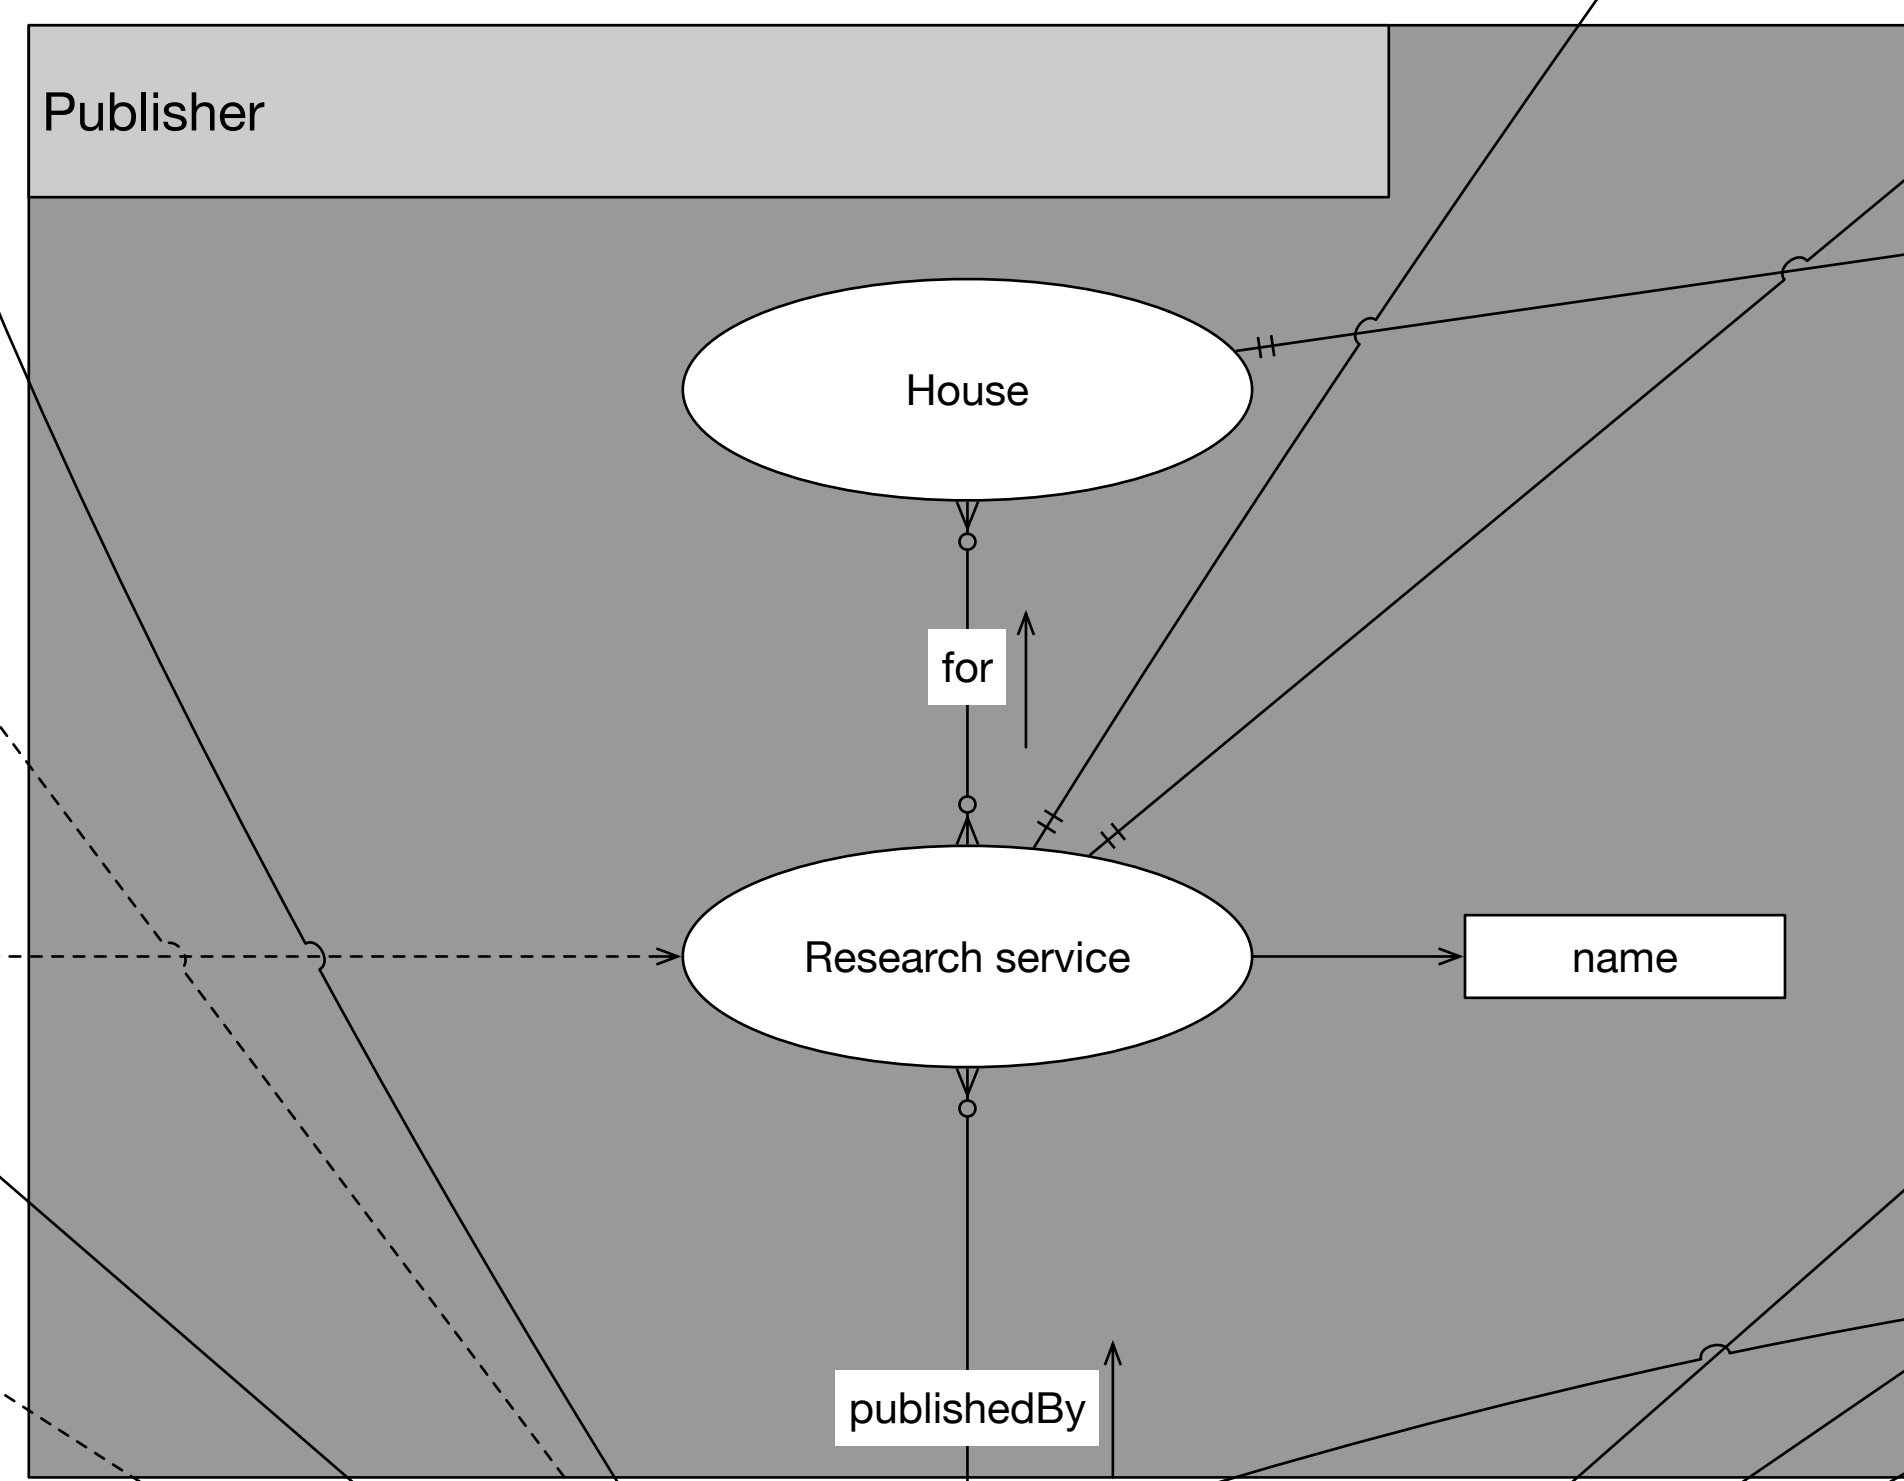 Publisher
House
for
Research service
name
publishedBy